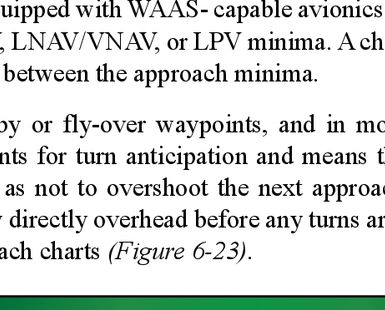 quipped with WAAS- capable avionics
, LNAV/VNAV, or LPV minima. A ch
between the approach minima.
by or fly-over waypoints, and in mo
nts for turn anticipation and means th
as not to overshoot the next approac
directly overhead before any turns ar
ach charts (Figure 6-23).